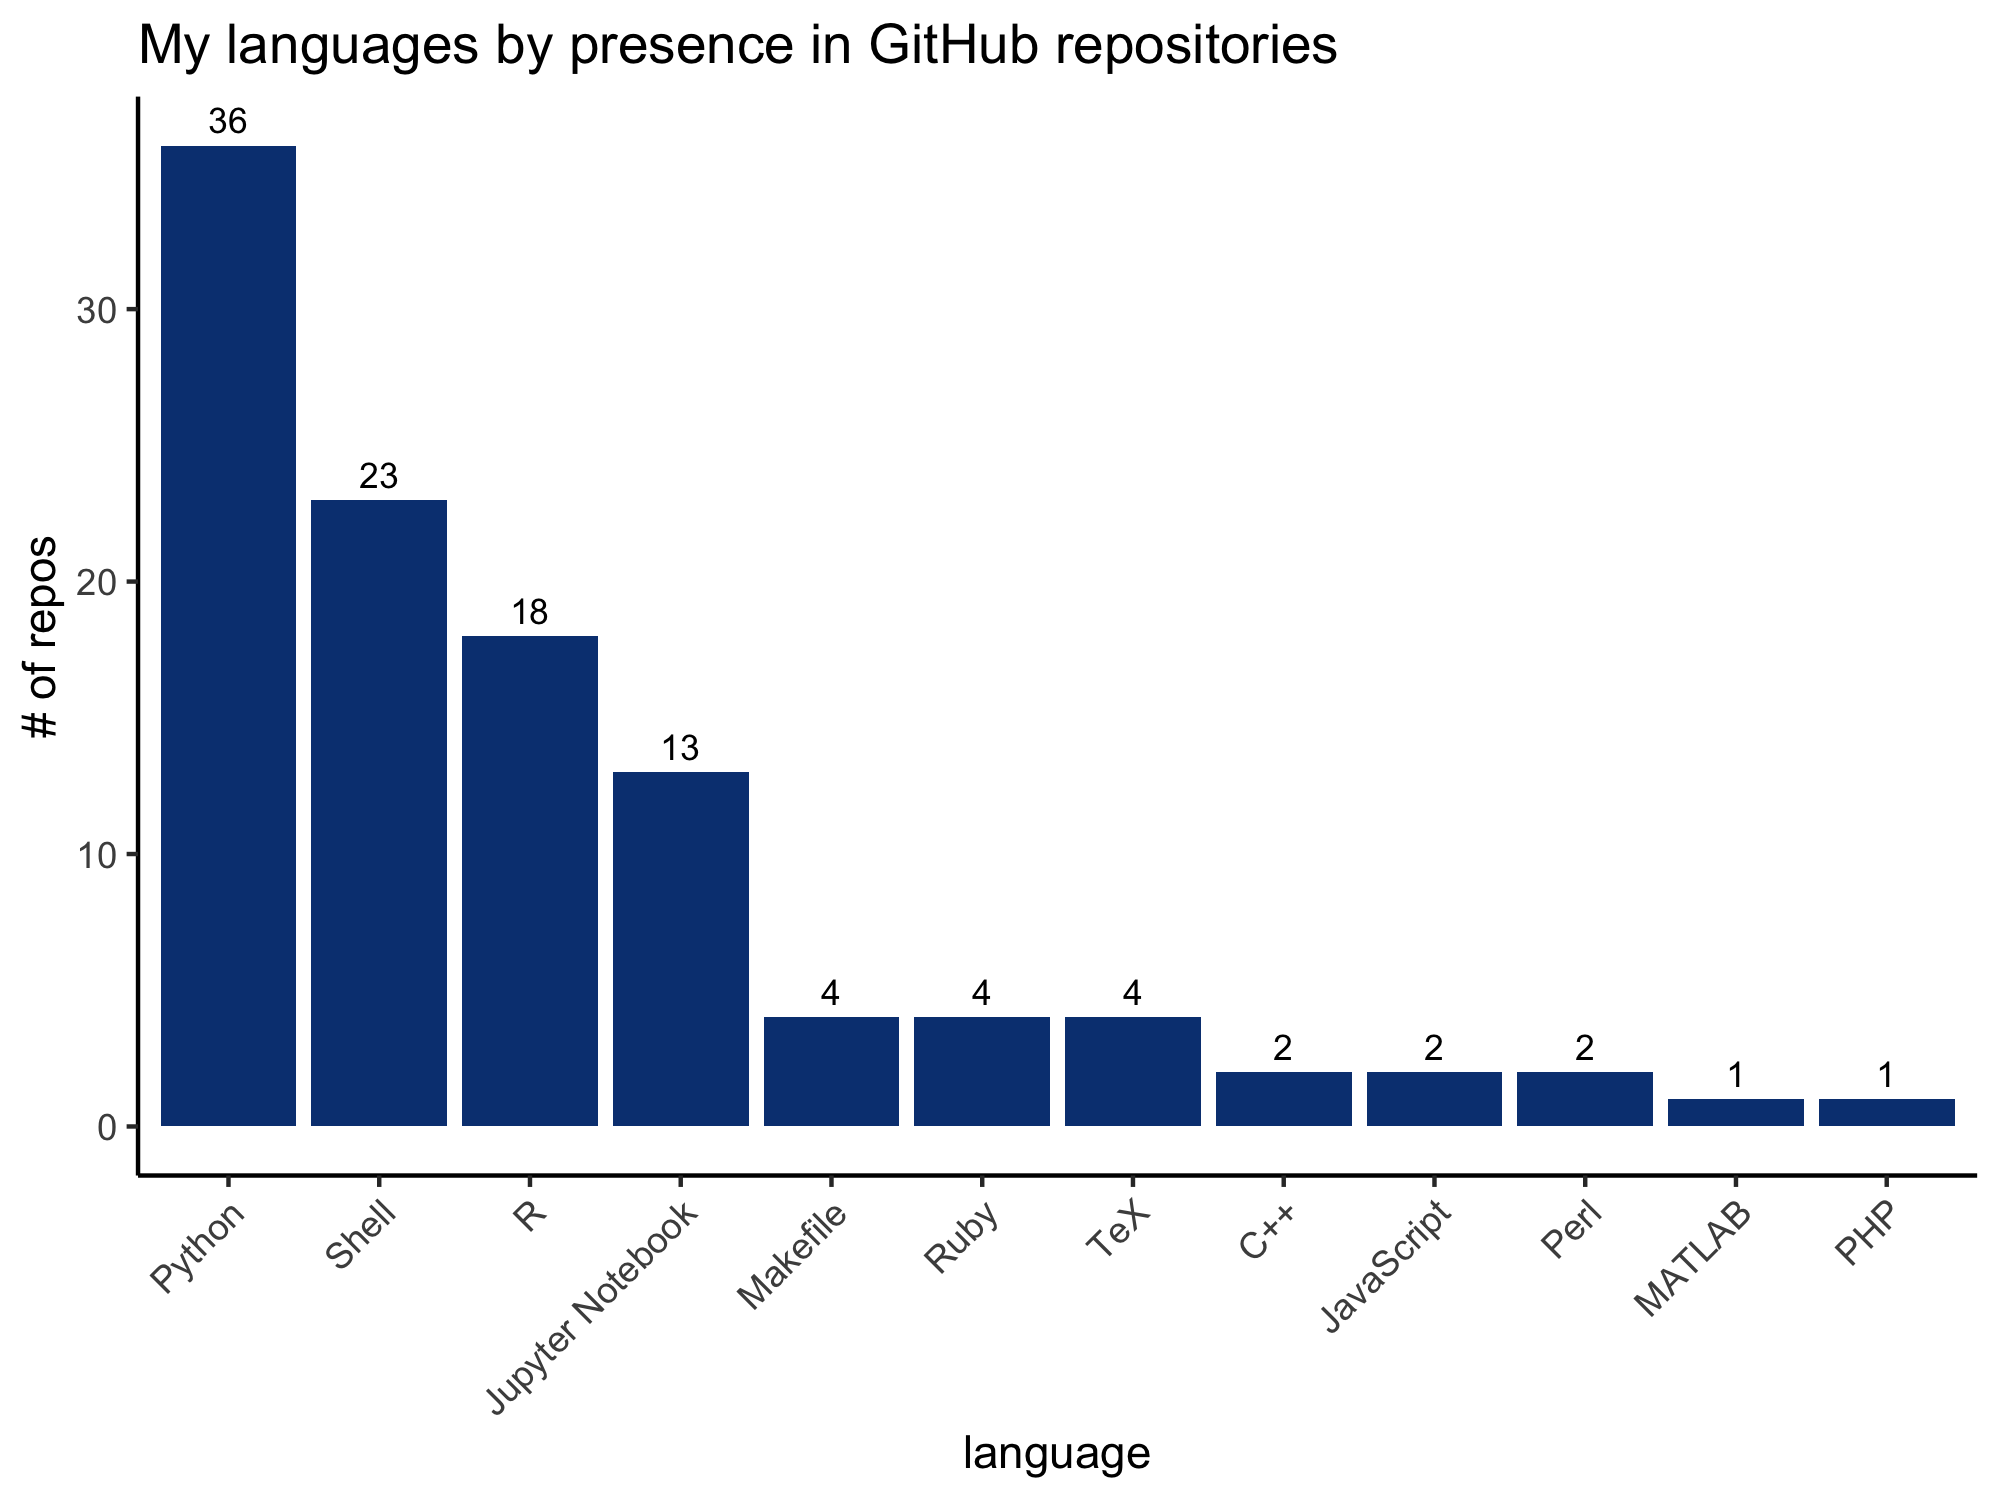 My languages by presence in GitHub repositories
# of repos
30
20
10
0
36
23
18
13
4
4
4
2
2
2
1
1
Python
Shell
R
Jupyter Notebook
Makefile
Ruby
TeX
C++
JavaScript
Perl
MATLAB
PHP
language